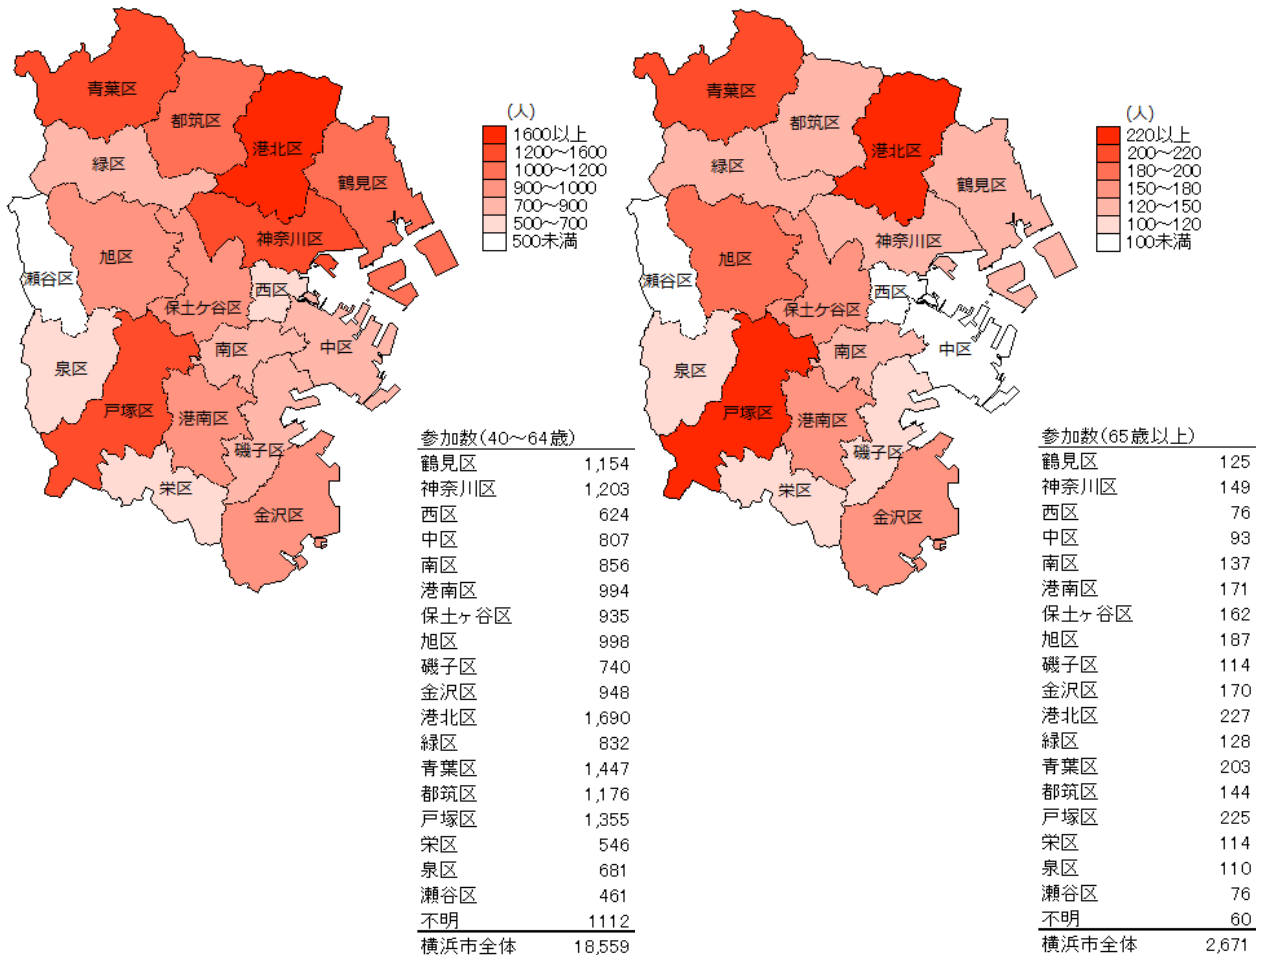 青葉区
都筑区
港北区
緑区
鶴見区
神奈川区
旭区
瀬谷区
西区
保土ケ谷区
南区
中区
泉区
戸塚区
港南区
磯子区
栄区
金沢区
(人)
1600以上
1200～1600
1000～1200
900～1000
700～900
500～700
500未満
参加数(40～64歳)
鶴見区 1,154
神奈川区 1,203
西区 624
中区 807
南区 856
港南区 994
保土ヶ谷区 935
旭区 998
磯子区 740
金沢区 948
港北区 1,690
緑区 832
青葉区 1,447
都筑区 1,176
戸塚区 1,355
栄区 546
泉区 681
瀬谷区 461
不明 1112
横浜市全体 18,559
青葉区
都筑区
港北区
緑区
鶴見区
神奈川区
旭区
瀬谷区
西区
保土ケ谷区
南区
中区
泉区
戸塚区
港南区
磯子区
栄区
金沢区
(人)
220以上
200～220
180～200
150～180
120～150
100～120
100未満
参加数(65歳以上)
鶴見区 125
神奈川区 149
西区 76
中区 93
南区 137
港南区 171
保土ヶ谷区 162
旭区 187
磯子区 114
金沢区 170
港北区 227
緑区 128
青葉区 203
都筑区 144
戸塚区 225
栄区 114
泉区 110
瀬谷区 76
不明 60
横浜市全体 2,671